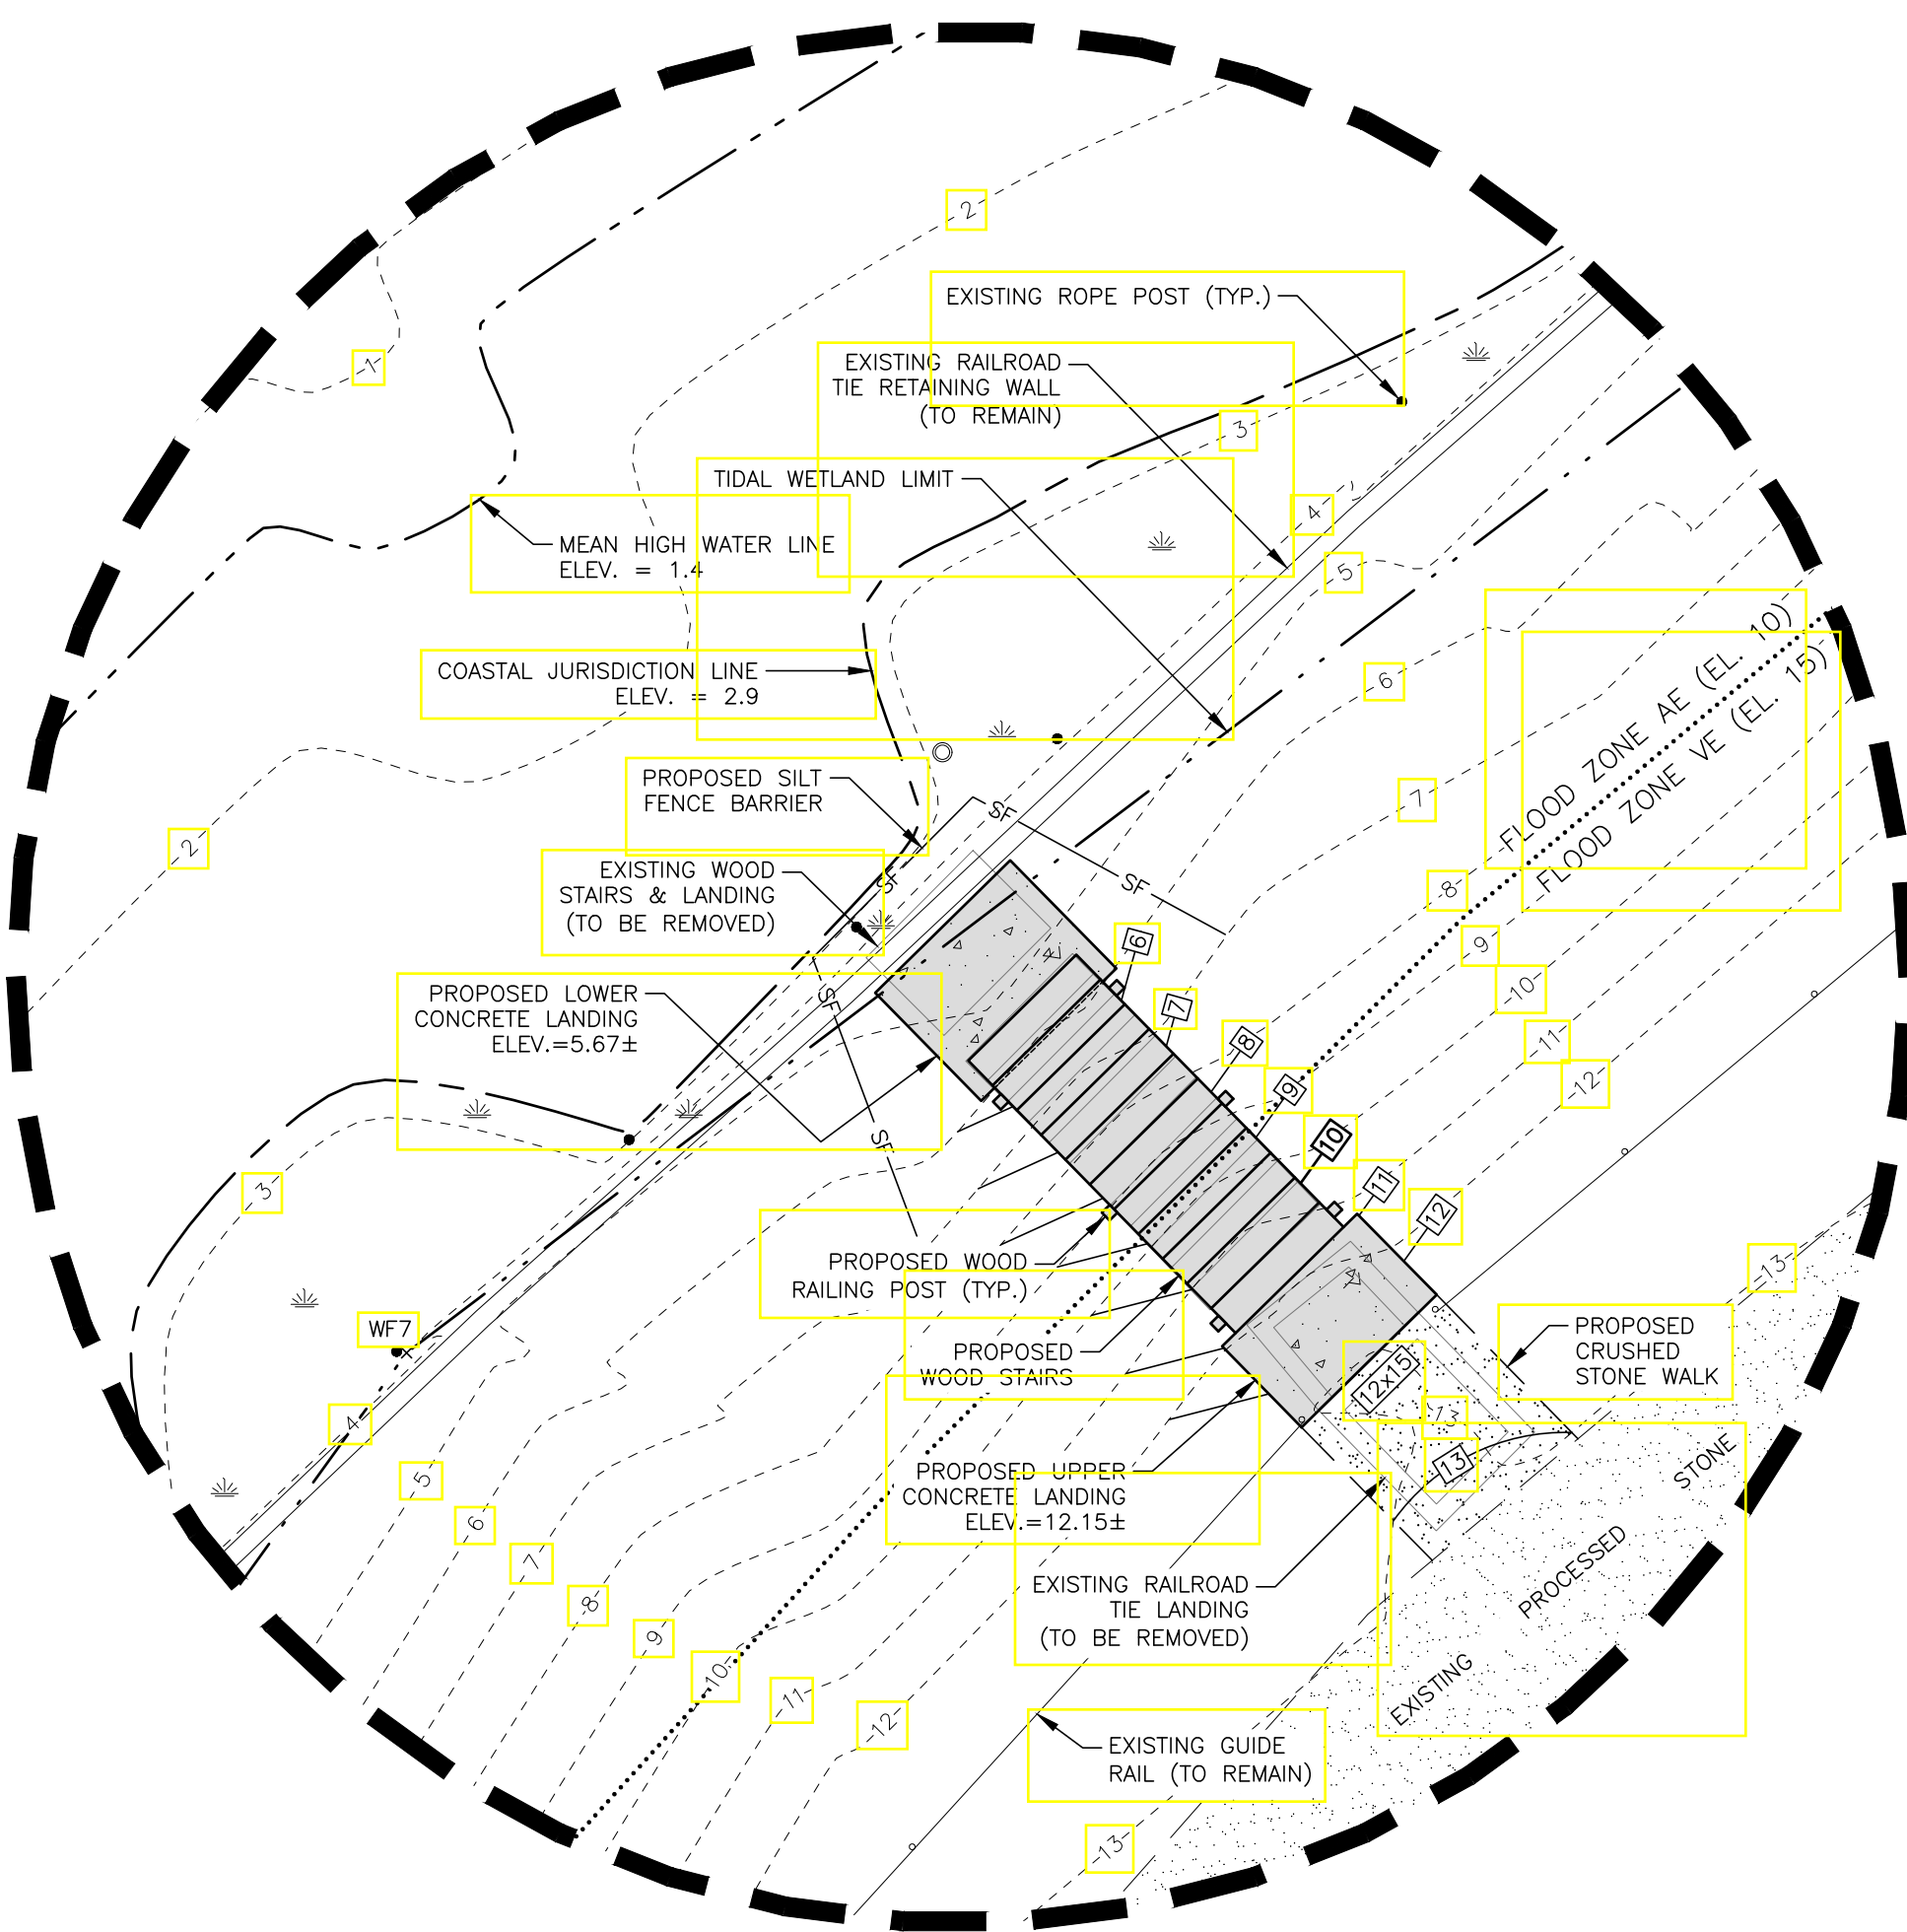 2
EXISTING ROPE POST (TYP.)
1
EXISTING RAILROAD
TIE RETAINING WALL
(TO REMAIN)
3
TIDAL WETLAND LIMIT
4
MEAN HIGH WATER LINE
ELEV. = 1.4
5
COASTAL JURISDICTION LINE
ELEV. = 2.9
6
FLOOD ZONE AE (EL. 10)
FLOOD ZONE VE (EL. 15)
7
PROPOSED SILT
FENCE BARRIER
SF
2
EXISTING WOOD
STAIRS & LANDING
(TO BE REMOVED)
SF
SF
8
6
9
10
PROPOSED LOWER
CONCRETE LANDING
ELEV.=5.67±
SF
7
8
11
9
12
SF
10
11
3
12
PROPOSED WOOD
RAILING POST (TYP.)
13
WF7
PROPOSED
WOOD STAIRS
PROPOSED
CRUSHED
STONE WALK
12x15
4
13
PROPOSED UPPER
CONCRETE LANDING
ELEV.=12.15±
13
5
6
7
8
9
10
11
12
EXISTING RAILROAD
TIE LANDING
(TO BE REMOVED)
EXISTING PROCESSED STONE
EXISTING GUIDE
RAIL (TO REMAIN)
13